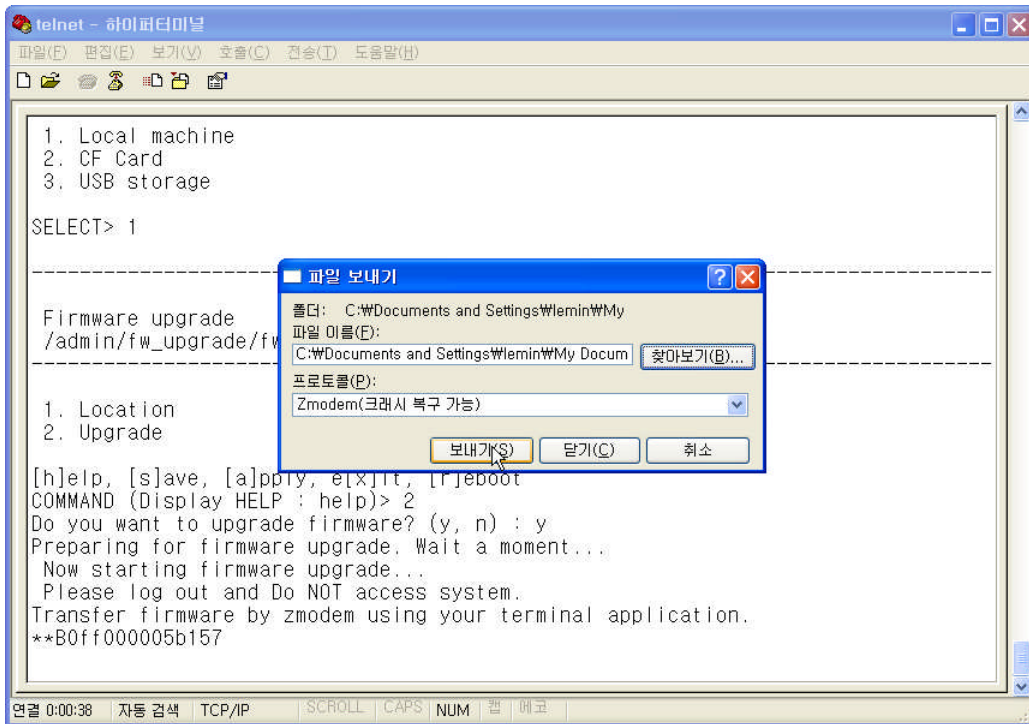 telnet - 하이퍼터미널
파일(F) 편집(E) 보기(V) 호출(C) 전송(T) 도움말(H)
1. Local machine
2. CF Card
3. USB storage
SELECT> 1
Firmware upgrade
/admin/fw_upgrade/fw
1. Location
2. Upgrade
[h]elp, [s]ave, [a]pply, e[x]it, [r]eboot
COMMAND (Display HELP : help)> 2
Do you want to upgrade firmware? (y, n) : y
Preparing for firmware upgrade. Wait a moment...
Now starting firmware upgrade...
Please log out and Do NOT access system.
Transfer firmware by zmodem using your terminal application.
**B0ff000005b157
파일 보내기
폴더: C:₩Documents and Settings₩lemin₩My
파일 이름(F):
C:₩Documents and Settings₩lemin₩My Docum 찾아보기(B)...
프로토콜(P):
Zmodem(크래시 복구 가능)
보내기(S) 닫기(C) 취소
연결 0:00:38 자동 검색 TCP/IP SCROLL CAPS NUM 캡 에코